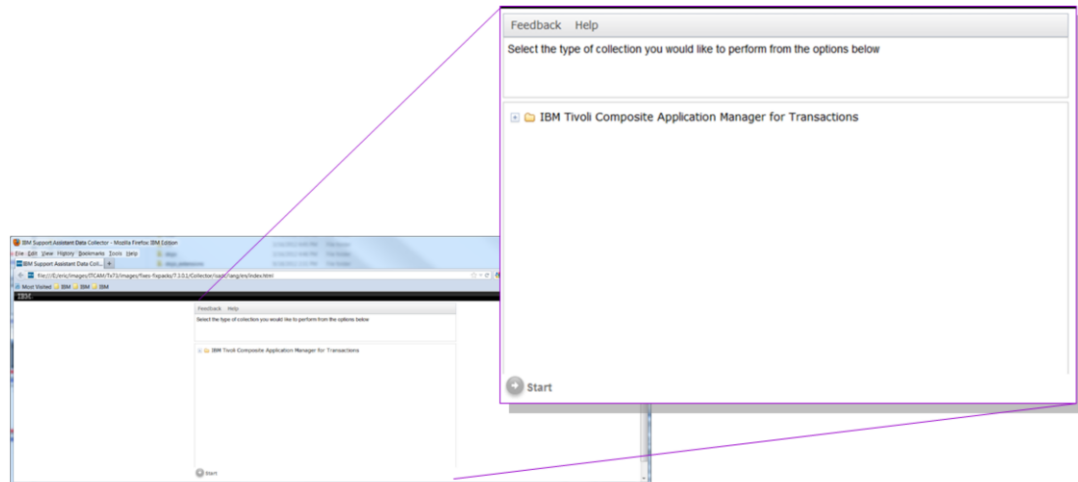 Feedback Help
Select the type of collection you would like to perform from the options below
IBM Tivoli Composite Application Manager for Transactions
Start
IBM Support Assistant Data Collector - Mozilla Firefox: IBM Edition
File Edit View History Bookmarks Tools Help
IBM Support Assistant Data Coll...
Most Visited IBM IBM IBM
IBM
Feedback Help
Select the type of collection you would like to perform from the options below
IBM Tivoli Composite Application Manager for Transactions
Start